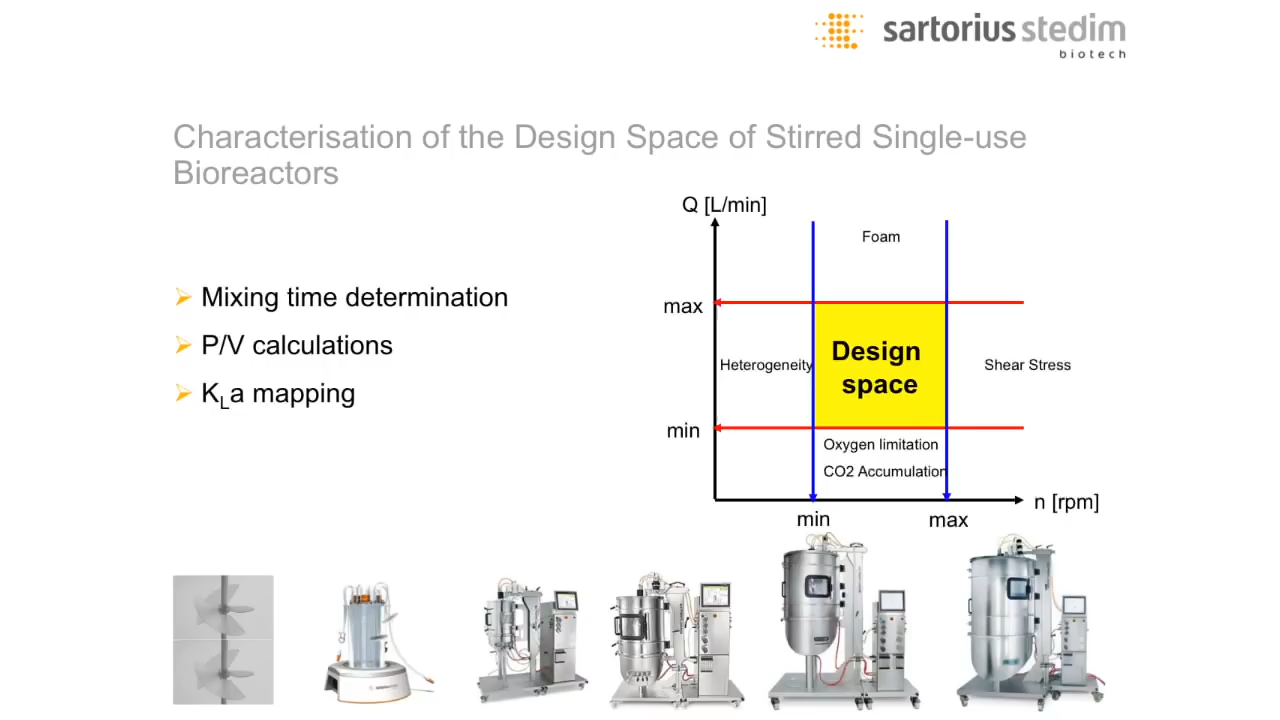 sartorius stedim
biotech
Characterisation of the Design Space of Stirred Single-use
Bioreactors
Mixing time determination
P/V calculations
KLa mapping
Q [L/min]
Foam
max
Heterogeneity
Design
space
Shear Stress
min
Oxygen limitation
CO2 Accumulation
n [rpm]
min
max